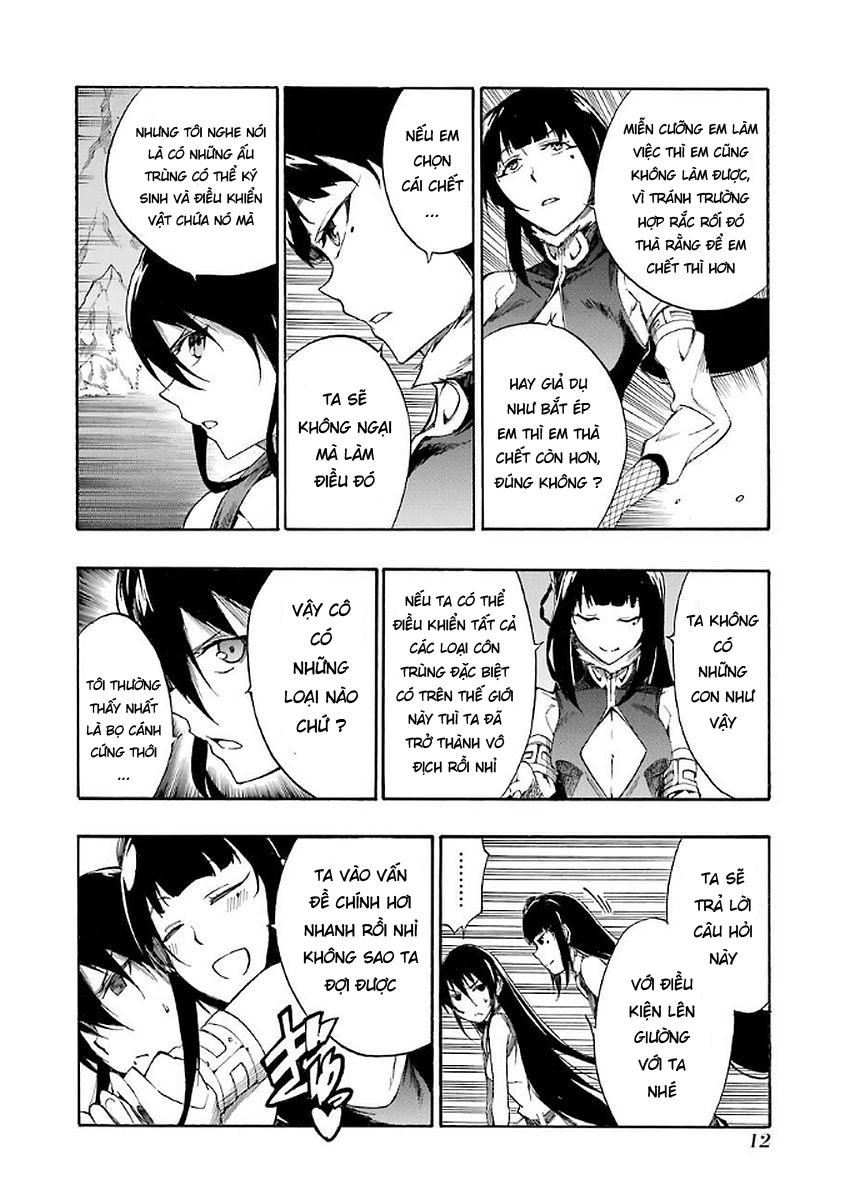 MIỄN CƯỠNG EM LÀM
VIỆC THÌ EM CŨNG
KHÔNG LÀM ĐƯỢC,
VÌ TRÁNH TRƯỜNG
HỢP RẮC RỐI ĐÓ
THÀ RẰNG ĐỂ EM
CHẾT THÌ HƠN
HAY GIẢ DỤ
NHƯ BẮT ÉP
EM THÌ EM THÀ
CHẾT CÒN HƠN,
ĐÚNG KHÔNG ?
NẾU EM
CHỌN
CÁI CHẾT
...
TA SẼ
KHÔNG NGẠI
MÀ LÀM
ĐIỀU ĐÓ
NHƯNG TÔI NGHE NÓI
LÀ CÓ NHỮNG ẤU
TRÙNG CÓ THỂ KÝ
SINH VÀ ĐIỀU KHIỂN
VẬT CHỨA NÓ MÀ
TA KHÔNG
CÓ
NHỮNG
CON NHƯ
VẬY
NẾU TA CÓ THỂ
ĐIỀU KHIỂN TẤT CẢ
CÁC LOẠI CÔN
TRÙNG ĐẶC BIỆT
CÓ TRÊN THẾ GIỚI
NÀY THÌ TA ĐÃ
TRỞ THÀNH VÔ
ĐỊCH RỒI NHỈ
VẬY CÔ
CÓ
NHỮNG
LOẠI NÀO
CHỨ ?
TÔI THƯỜNG
THẤY NHẤT
LÀ BỌ CÁNH
CỨNG THÔI
...
TA SẼ
TRẢ LỜI
CÂU HỎI
NÀY
VỚI ĐIỀU
KIỆN LÊN
GIƯỜNG
VỚI TA
NHÉ
.........
TA VÀO VẤN
ĐỀ CHÍNH HƠI
NHANH RỒI NHỈ
KHÔNG SAO TA
ĐỢI ĐƯỢC
ぎゅっ
12